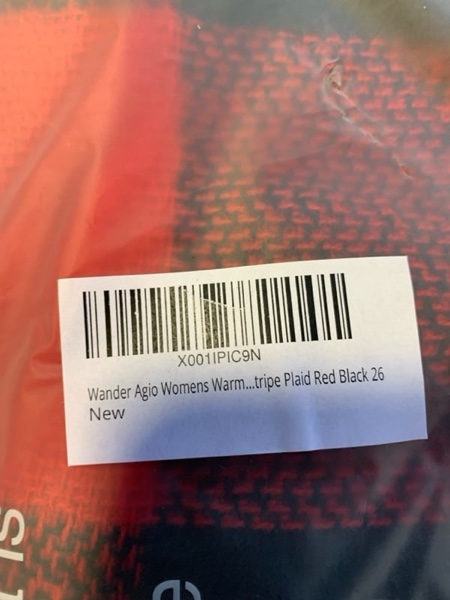 X001IPIC9N
Wander Agio Womens Warm...tripe Plaid Red Black 26
New